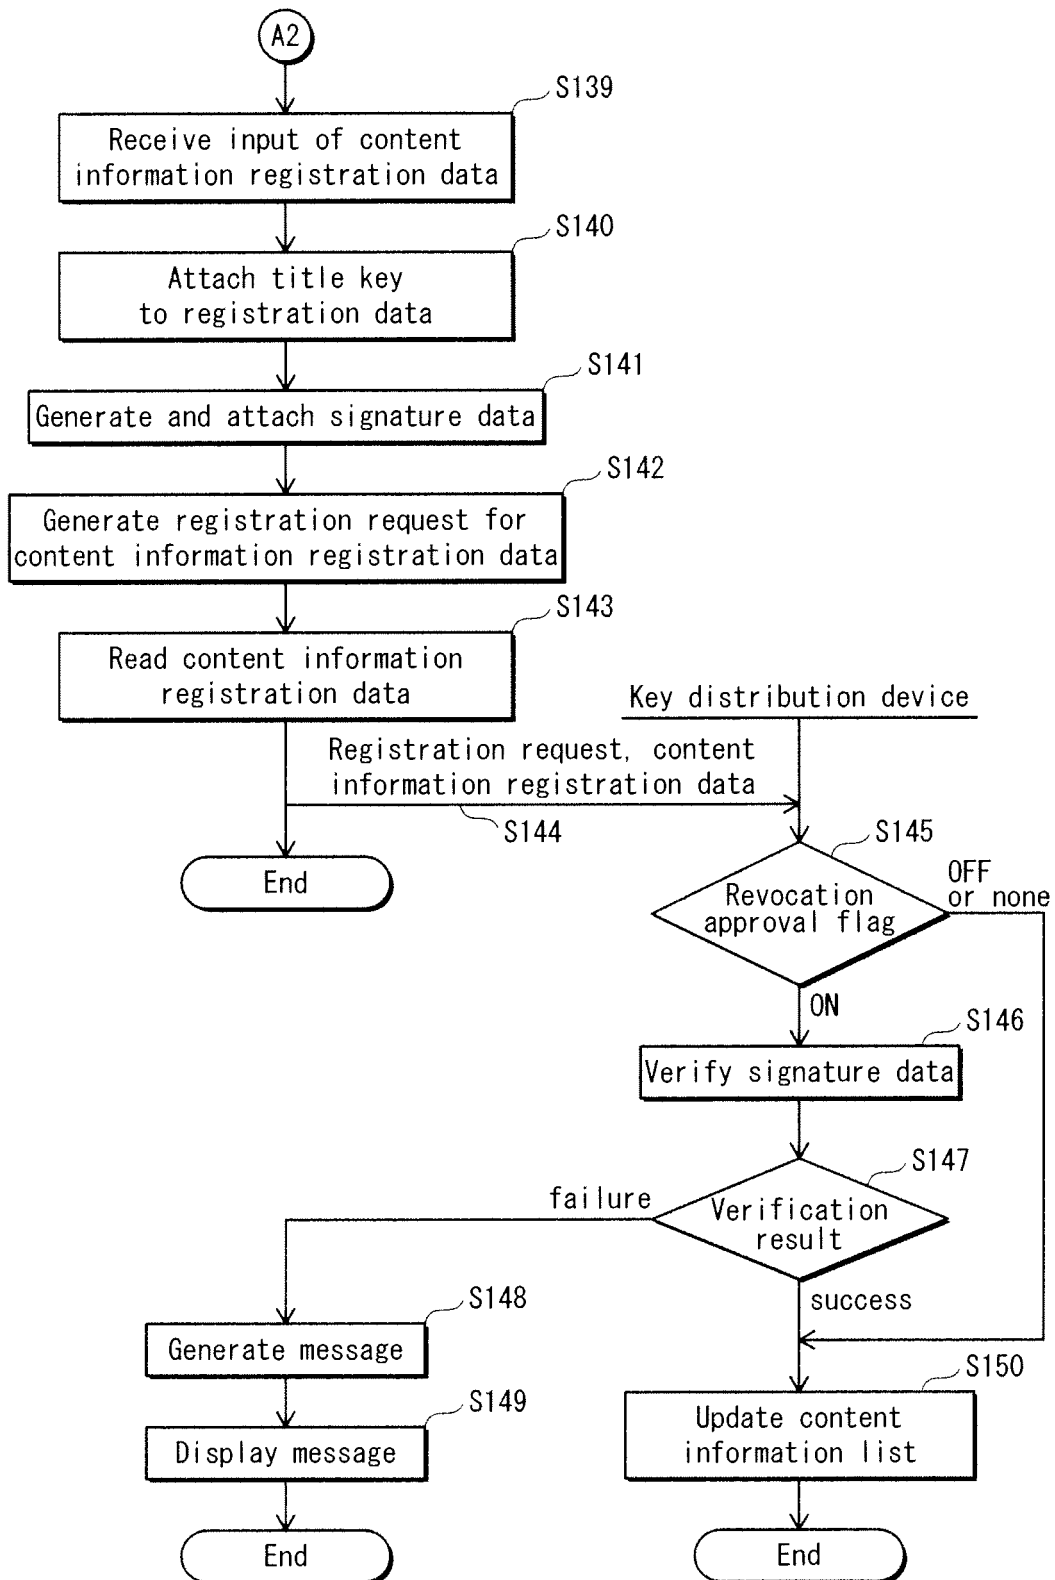 A2
S139
Receive input of content
information registration data
S140
Attach title key
to registration data
S141
Generate and attach signature data
S142
Generate registration request for
content information registration data
S143
Read content information
registration data
Key distribution device
Registration request, content
information registration data
S144
End
S145
Revocation
approval flag
OFF
or none
ON
S146
Verify signature data
S147
Verification
result
failure
success
S148
Generate message
S149
Display message
End
S150
Update content
information list
End